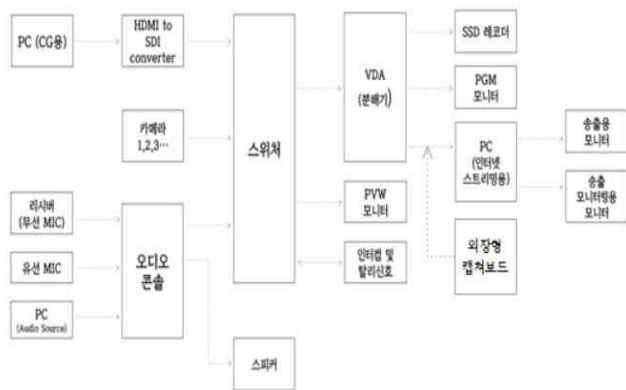 PC (CG용)
HDMI to
SDI
converter
카메라
1,2,3…
리시버
(무선 MIC)
유선 MIC
PC
(Audio Source)
오디오
콘솔
스위처
스피커
VDA
(분배기)
PVW
모니터
인터컴 및
탈리신호
SSD 레코더
PGM
모니터
PC
(인터넷
스트리밍용)
외장형
캡쳐보드
송출용
모니터
송출
모니터링용
모니터